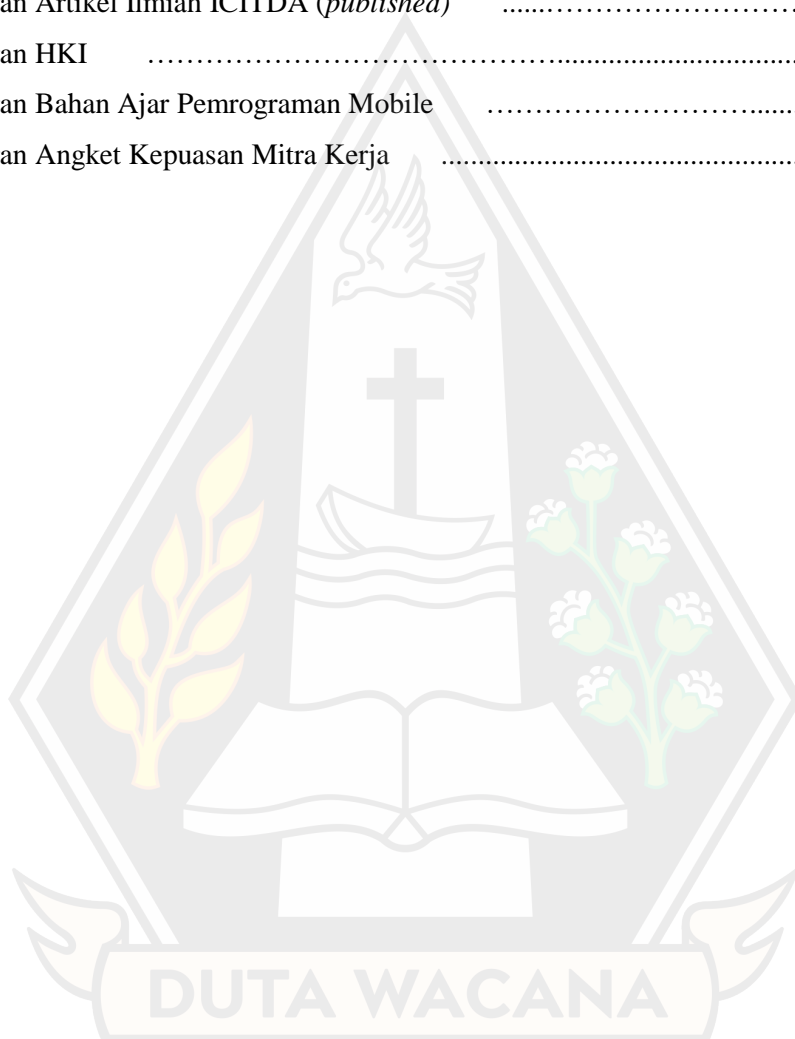 an Artikel Ilmiah ICITDA (published) ......……………………
an HKI ……………………………………..................................
an Bahan Ajar Pemrograman Mobile ………………………......
an Angket Kepuasan Mitra Kerja .................................................
DUTA WACANA